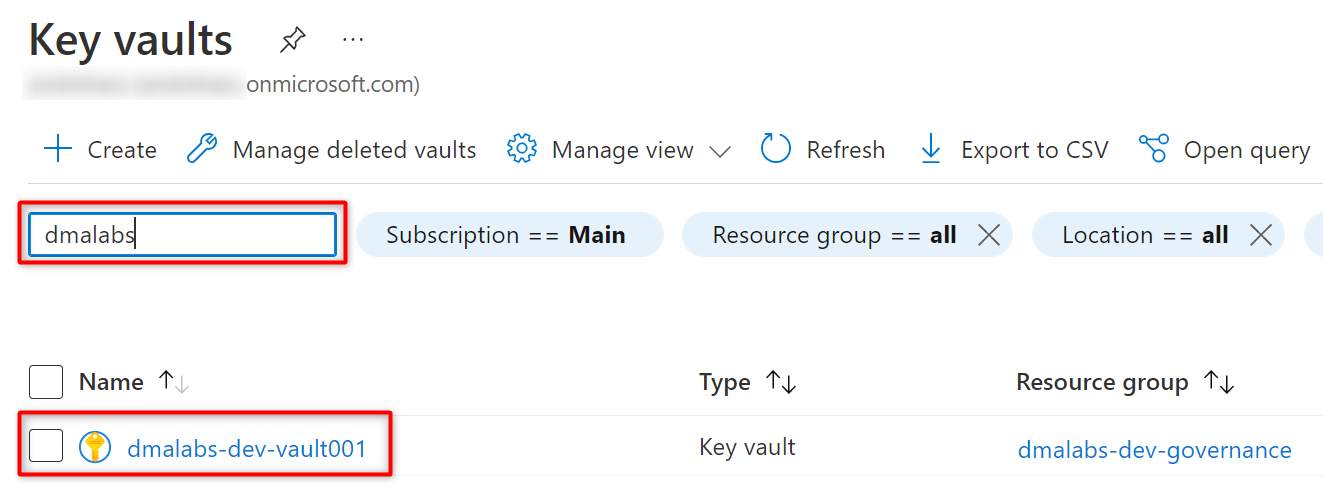 Key vaults ...
onmicrosoft.com)
Create Manage deleted vaults Manage view Refresh Export to CSV Open query
dmalabs Subscription == Main Resource group == all Location == all
Name Type Resource group
dmalabs-dev-vault001 Key vault dmalabs-dev-governance